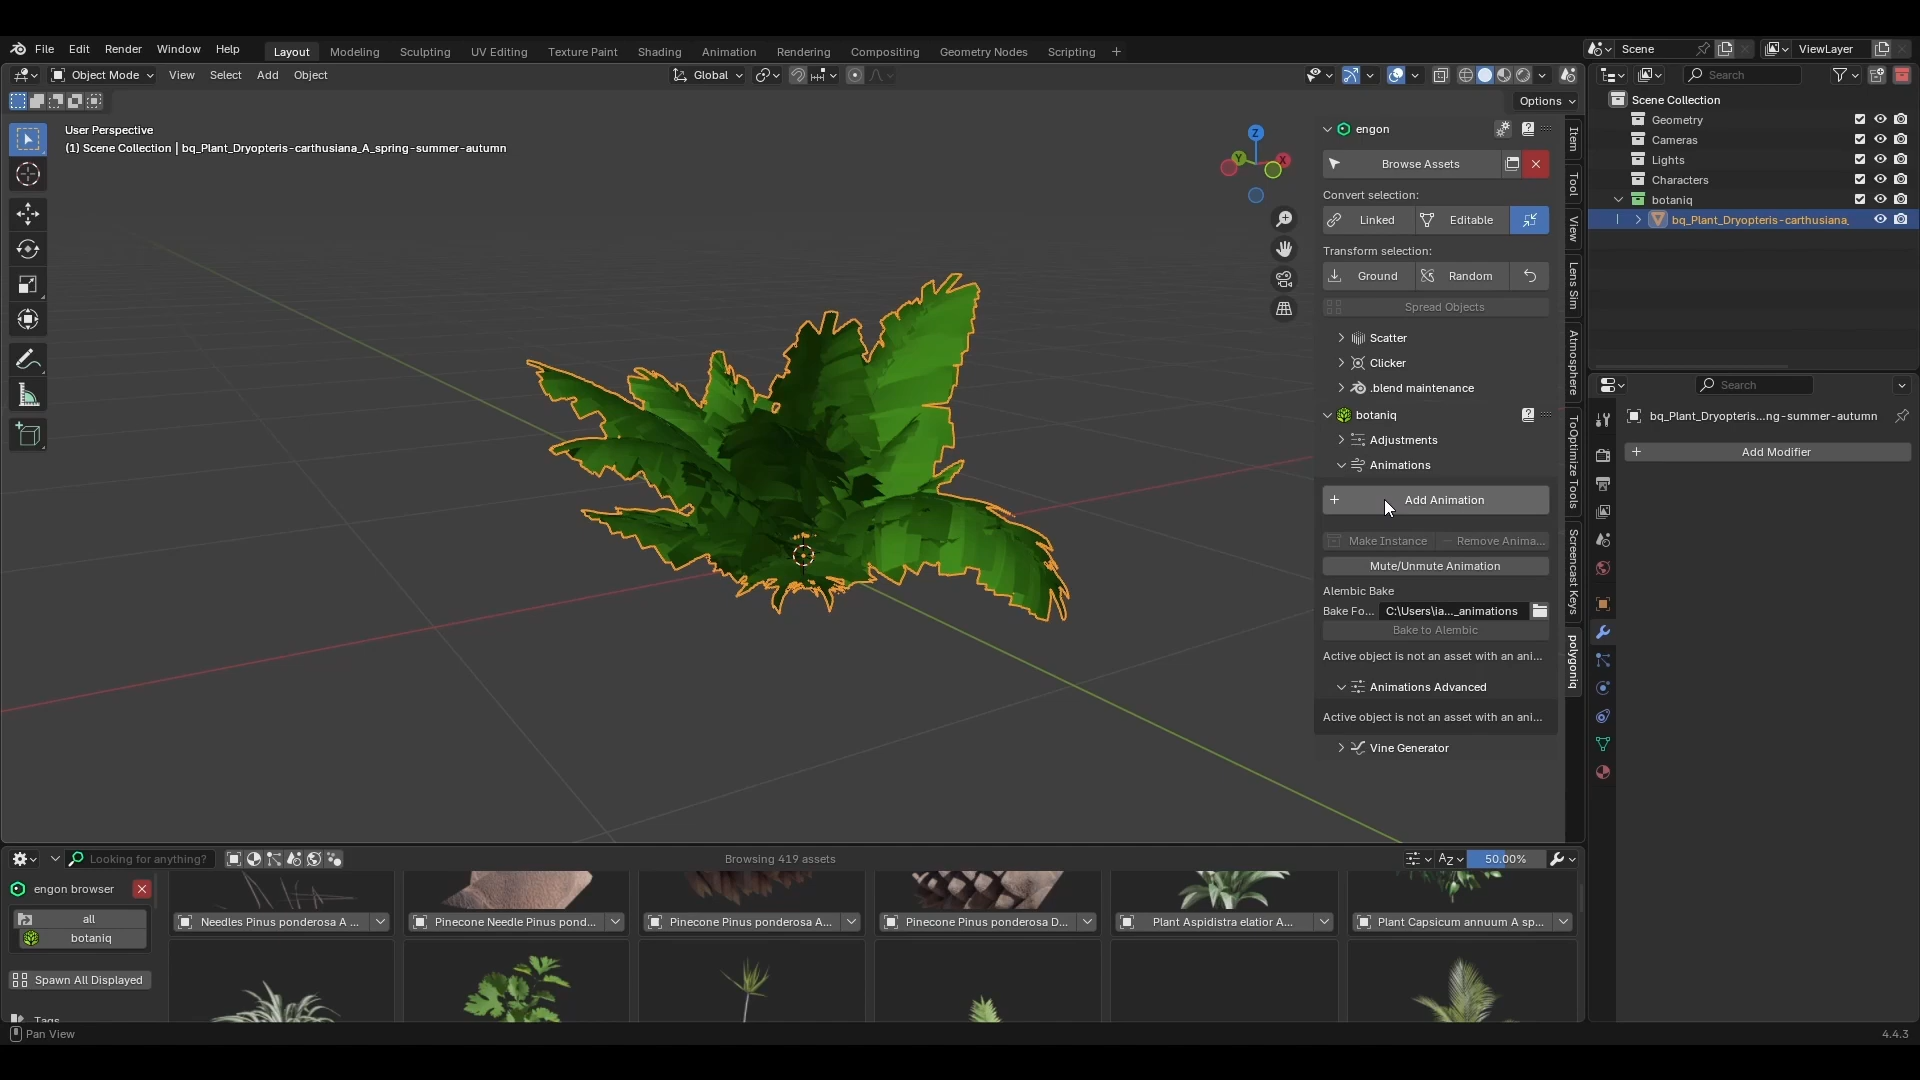 File Edit Render Window Help
Layout Modeling Sculpting UV Editing Texture Paint Shading Animation Rendering Compositing Geometry Nodes Scripting +
Scene
ViewLayer
Object Mode View Select Add Object
Global
Search
Options
User Perspective
(1) Scene Collection | bq_Plant_Dryopteris-carthusiana_A_spring-summer-autumn
Z
Y
X
engon
Browse Assets
Convert selection:
Linked Editable
Transform selection:
Ground Random
Spread Objects
Scatter
Clicker
.blend maintenance
botaniq
Adjustments
Animations
Add Animation
Make Instance Remove Anima...
Mute/Unmute Animation
Alembic Bake
Bake Fo... C:\Users\ia..._animations
Bake to Alembic
Active object is not an asset with an ani...
Animations Advanced
Active object is not an asset with an ani...
Vine Generator
Item
Tool
View
Lens Sim
Atmosphere
ToOptimize Tools
Screencast Keys
polygoniq
Scene Collection
Geometry
Cameras
Lights
Characters
botaniq
bq_Plant_Dryopteris-carthusiana_
Search
bq_Plant_Dryopteris...ng-summer-autumn
Add Modifier
Looking for anything?
Browsing 419 assets
50.00%
engon browser
all
botaniq
Spawn All Displayed
Tags
Needles Pinus ponderosa A ...
Pinecone Needle Pinus pond...
Pinecone Pinus ponderosa A...
Pinecone Pinus ponderosa D...
Plant Aspidistra elatior A...
Plant Capsicum annuum A sp...
Pan View
4.4.3